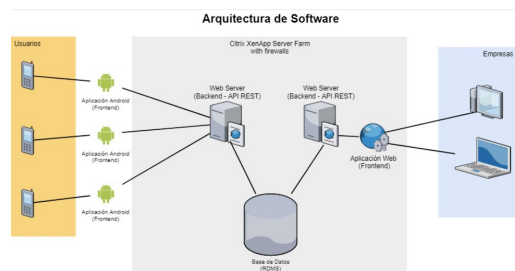 Arquitectura de Software
Usuarios
Citrix XenApp Server Farm
with firewalls
Empresas
Web Server
(Backend - API REST)
Web Server
(Backend - API REST)
Aplicación Android
(Frontend)
Aplicación Android
(Frontend)
Aplicación Web
(Frontend)
Aplicación Android
(Frontend)
Base de Datos
(RDMS)